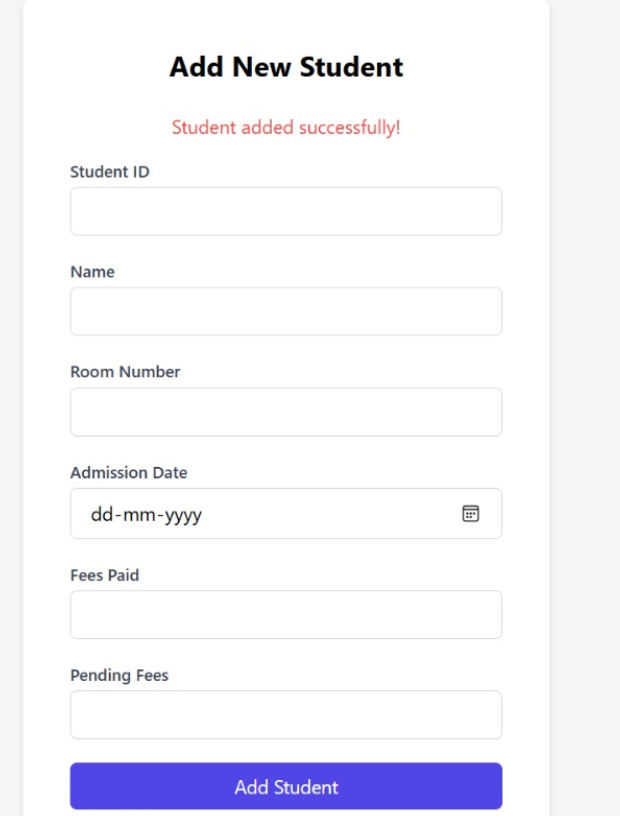 Add New Student
Student added successfully!
Student ID
Name
Room Number
Admission Date
dd-mm-yyyy
Fees Paid
Pending Fees
Add Student